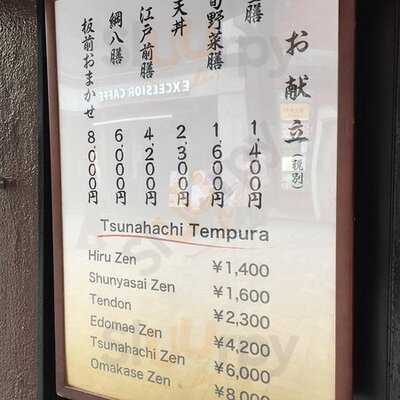 お献立(税別)
膳 1.400円
旬野菜膳 1.600円
天丼 2.300円
江戸前膳 4.200円
綱八膳 6.000円
板前おまかせ 8.000円
EXCELSIOR CAFFÉ
Tsunahachi Tempura
Hiru Zen ¥1,400
Shunyasai Zen ¥1,600
Tendon ¥2,300
Edomae Zen ¥4,200
Tsunahachi Zen ¥6,000
Omakase Zen ¥8,000